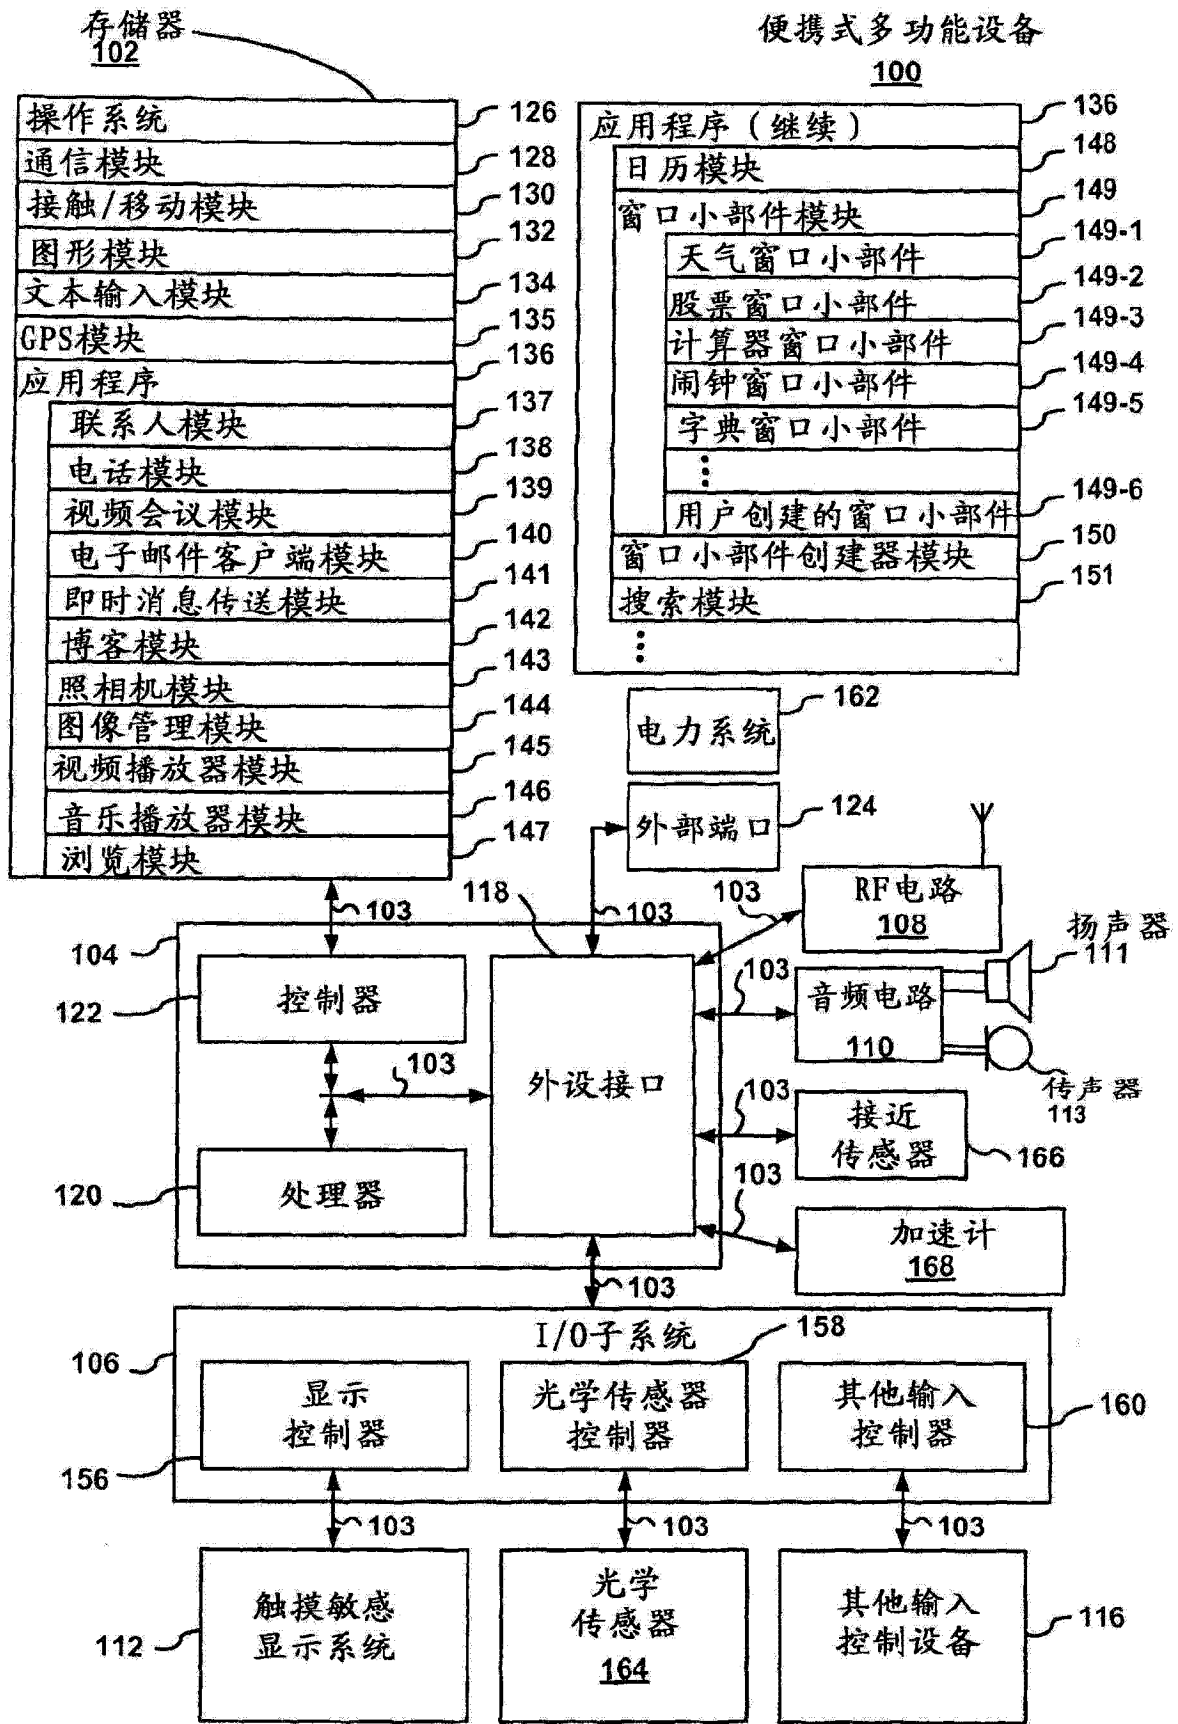 存储器
102
便携式多功能设备
100
操作系统
126
通信模块
128
接触/移动模块
130
图形模块
132
文本输入模块
134
GPS模块
135
应用程序
136
联系人模块
137
电话模块
138
视频会议模块
139
电子邮件客户端模块
140
即时消息传送模块
141
博客模块
142
照相机模块
143
图像管理模块
144
视频播放器模块
145
音乐播放器模块
146
浏览模块
147
应用程序（继续）
136
日历模块
148
窗口小部件模块
149
天气窗口小部件
149-1
股票窗口小部件
149-2
计算器窗口小部件
149-3
闹钟窗口小部件
149-4
字典窗口小部件
149-5
用户创建的窗口小部件
149-6
窗口小部件创建器模块
150
搜索模块
151
电力系统
162
外部端口
124
103
103
103
118
RF电路
108
104
控制器
122
103
外设接口
处理器
120
103
音频电路
110
扬声器
111
传声器
113
103
接近
传感器
166
103
加速计
168
103
I/O子系统
106
158
显示
控制器
156
光学传感器
控制器
其他输入
控制器
160
103
103
103
触摸敏感
显示系统
112
光学
传感器
164
其他输入
控制设备
116